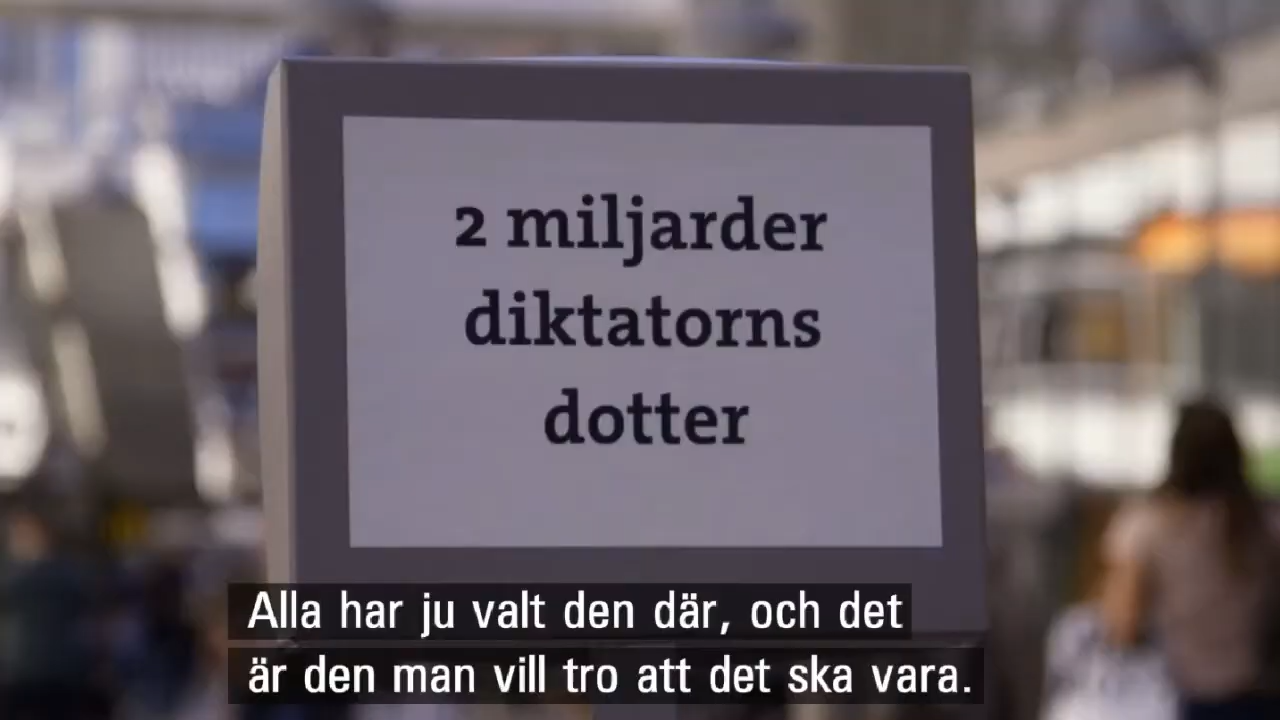 2 miljarder
diktatorns
dotter
Alla har ju valt den där, och det
är den man vill tro att det ska vara.